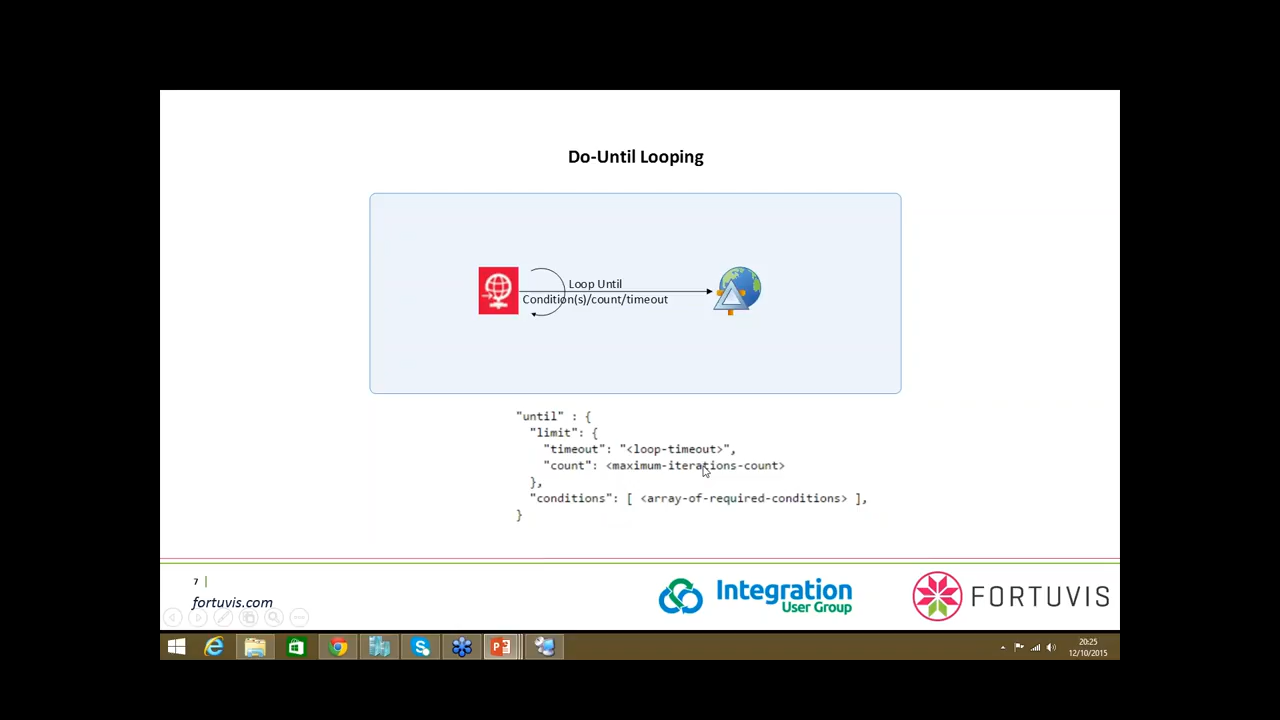 Do-Until Looping
Loop Until
Condition(s)/count/timeout
"until" : {
"limit": {
"timeout": "<loop-timeout>",
"count": <maximum-iterations-count>
},
"conditions": [ <array-of-required-conditions> ],
}
7 |
fortuvis.com
Integration
User Group
FORTUVIS
20:25
12/10/2015